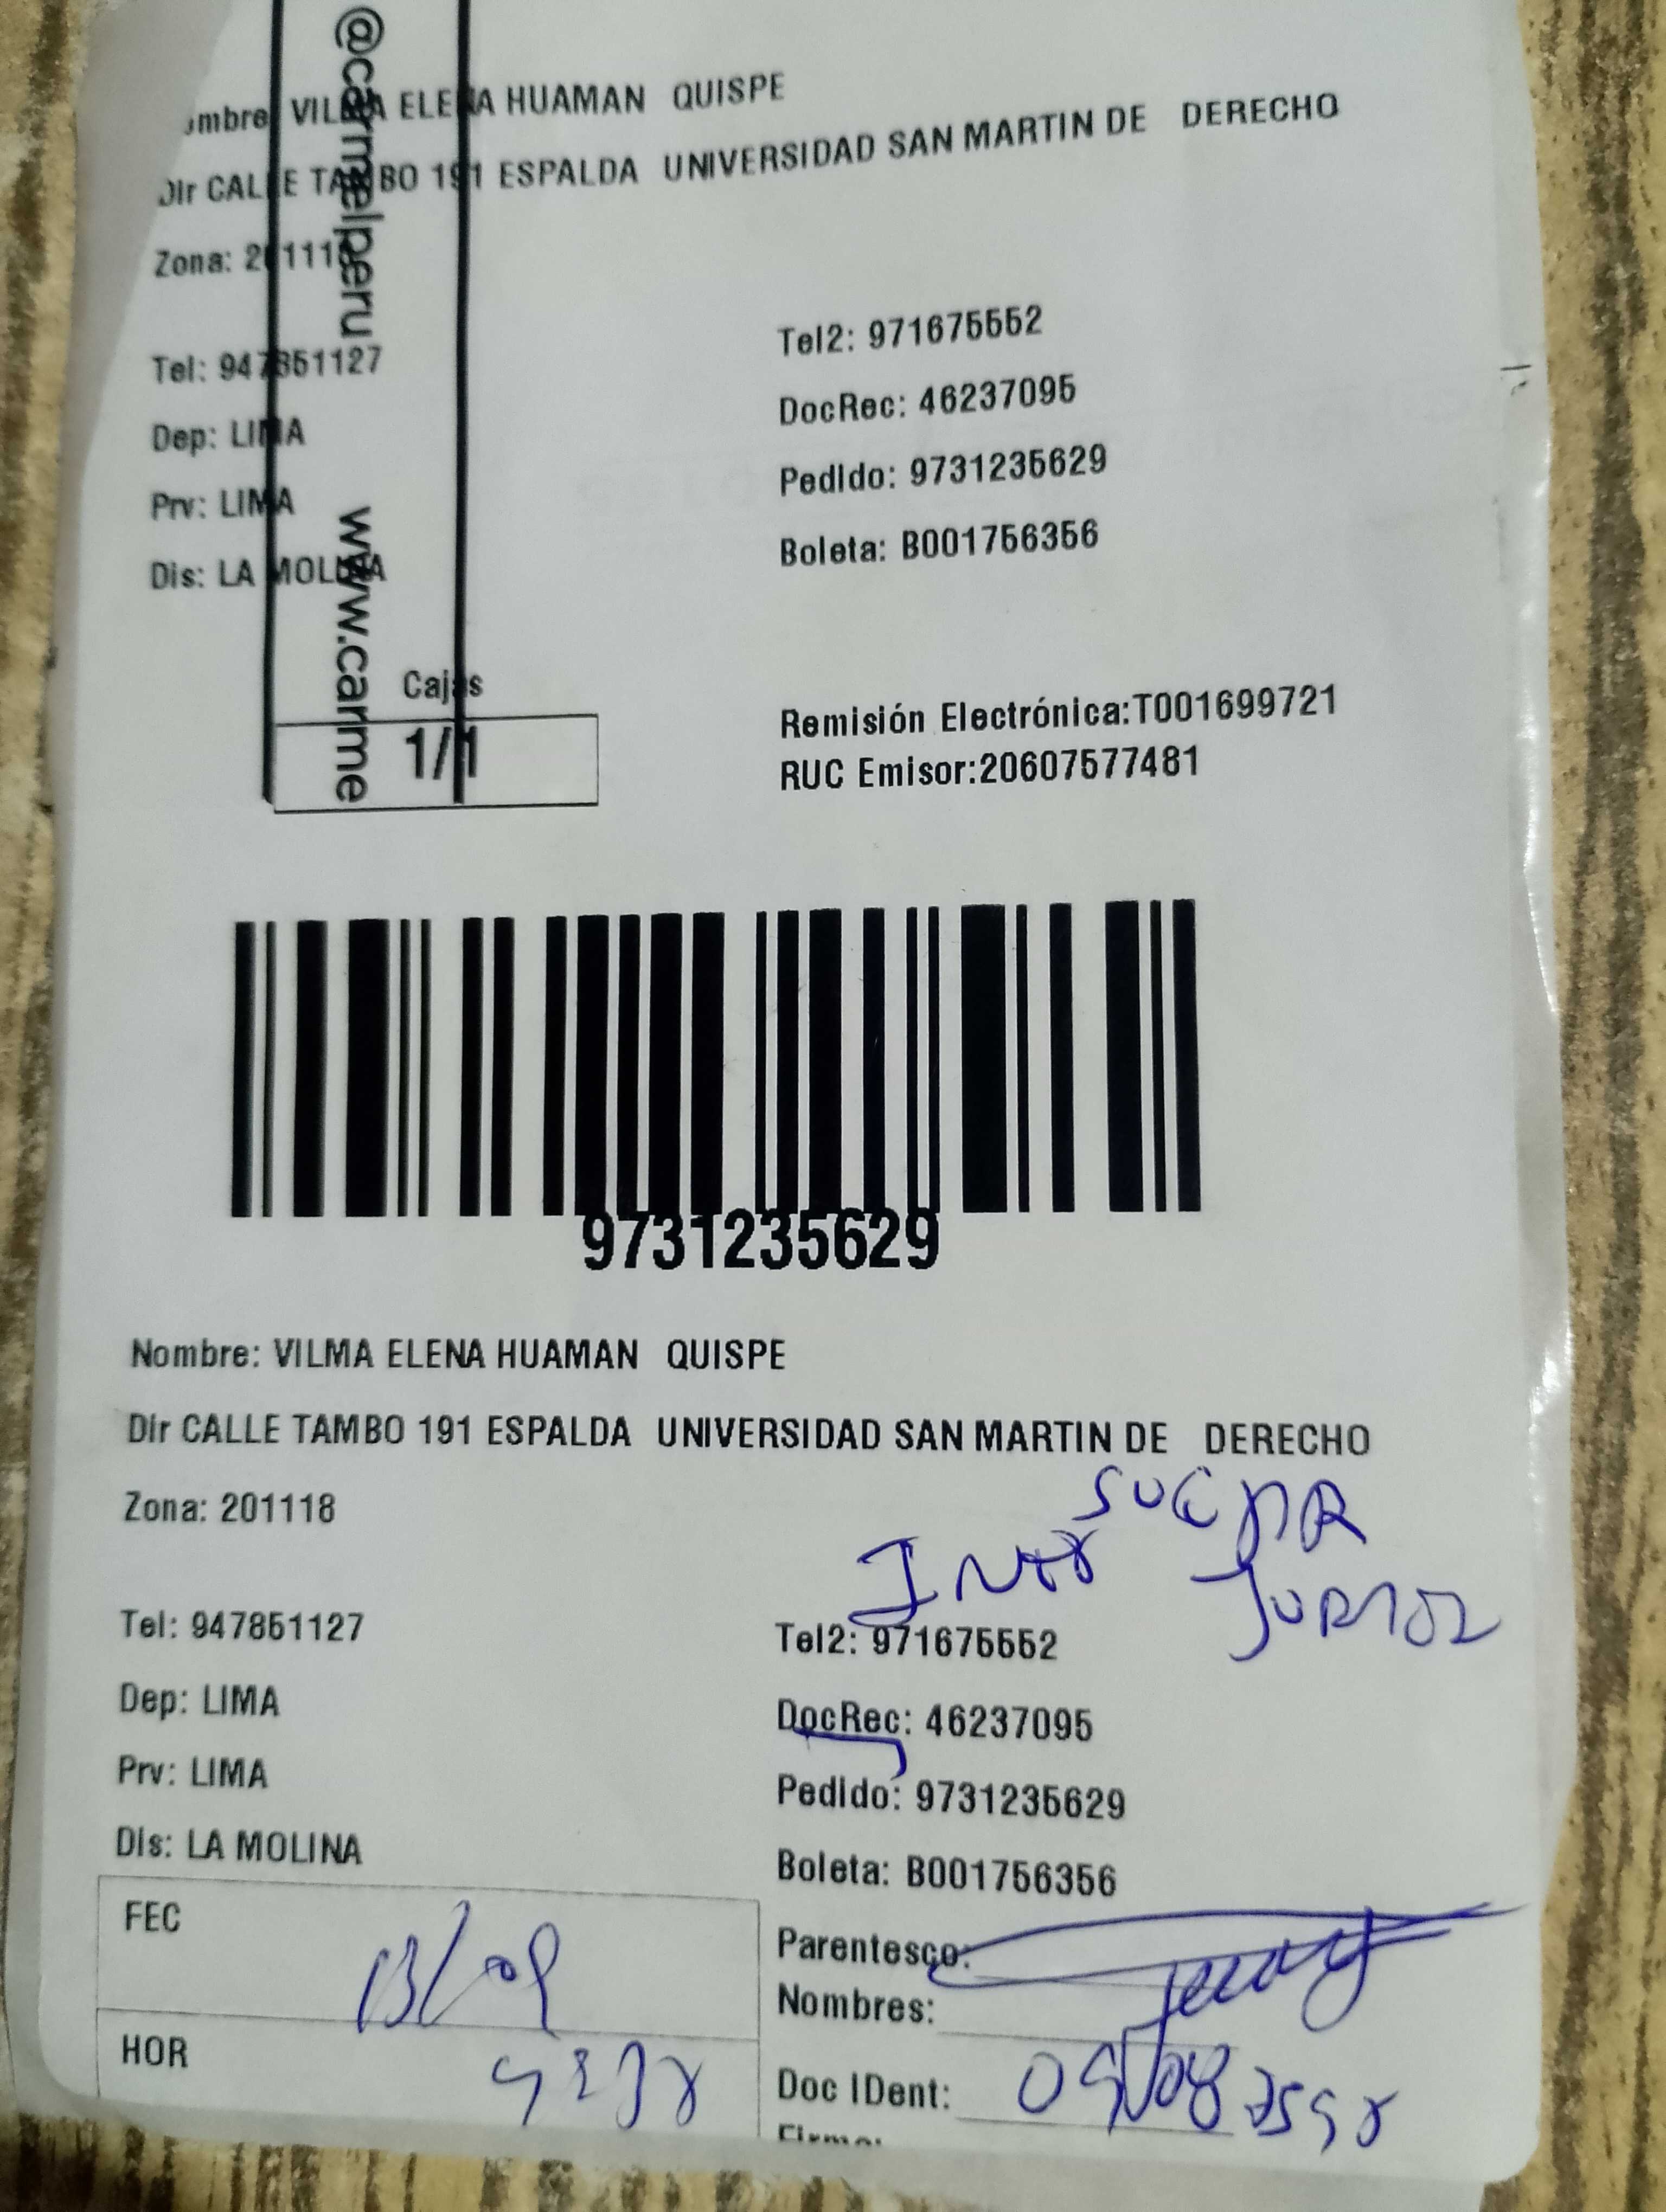 @carmelperu www.carme
ombre VILMA ELENA HUAMAN QUISPE
Dir CALLE TAMBO 191 ESPALDA UNIVERSIDAD SAN MARTIN DE DERECHO
Zona: 201118
Tel: 947851127
Tel2: 971675552
Dep: LIMA
DocRec: 46237095
Prv: LIMA
Pedido: 9731235629
Dis: LA MOLINA
Boleta: B001756356
Cajas
1/1
Remisión Electrónica:T001699721
RUC Emisor:20607577481
9731235629
Nombre: VILMA ELENA HUAMAN QUISPE
Dir CALLE TAMBO 191 ESPALDA UNIVERSIDAD SAN MARTIN DE DERECHO
Zona: 201118
Tel: 947851127
Tel2: 971675552
Dep: LIMA
DocRec: 46237095
Prv: LIMA
Pedido: 9731235629
Dis: LA MOLINA
Boleta: B001756356
FEC 13/09
Parentesco:
Nombres:
HOR
Doc IDent:
Firma: